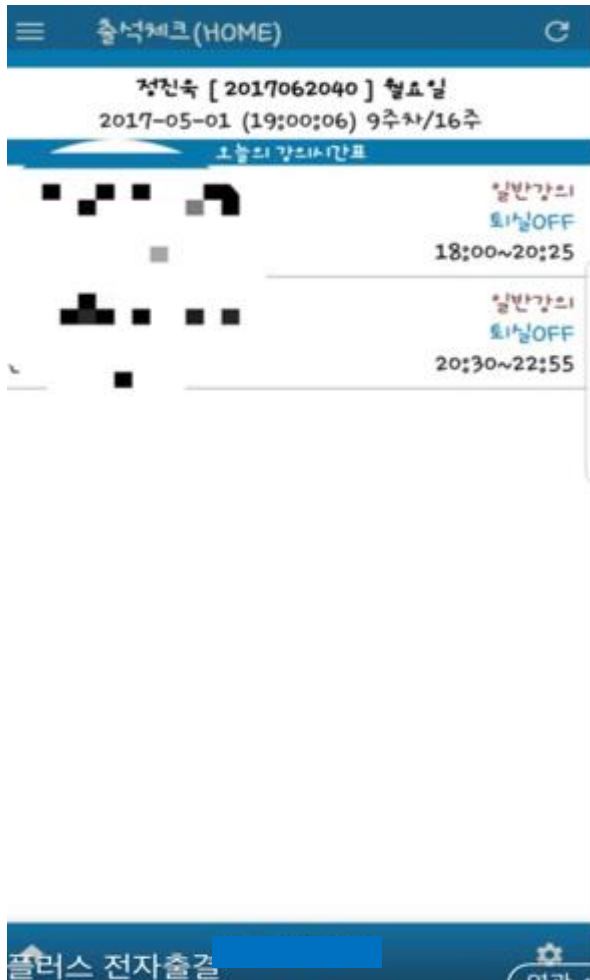 출석체크(HOME)
정진욱 [ 2017062040 ] 월요일
2017-05-01 (19:00:06) 9주차/16주
오늘의 강의시간표
일반강의
퇴실OFF
18:00~20:25
일반강의
퇴실OFF
20:30~22:55
플러스 전자출결